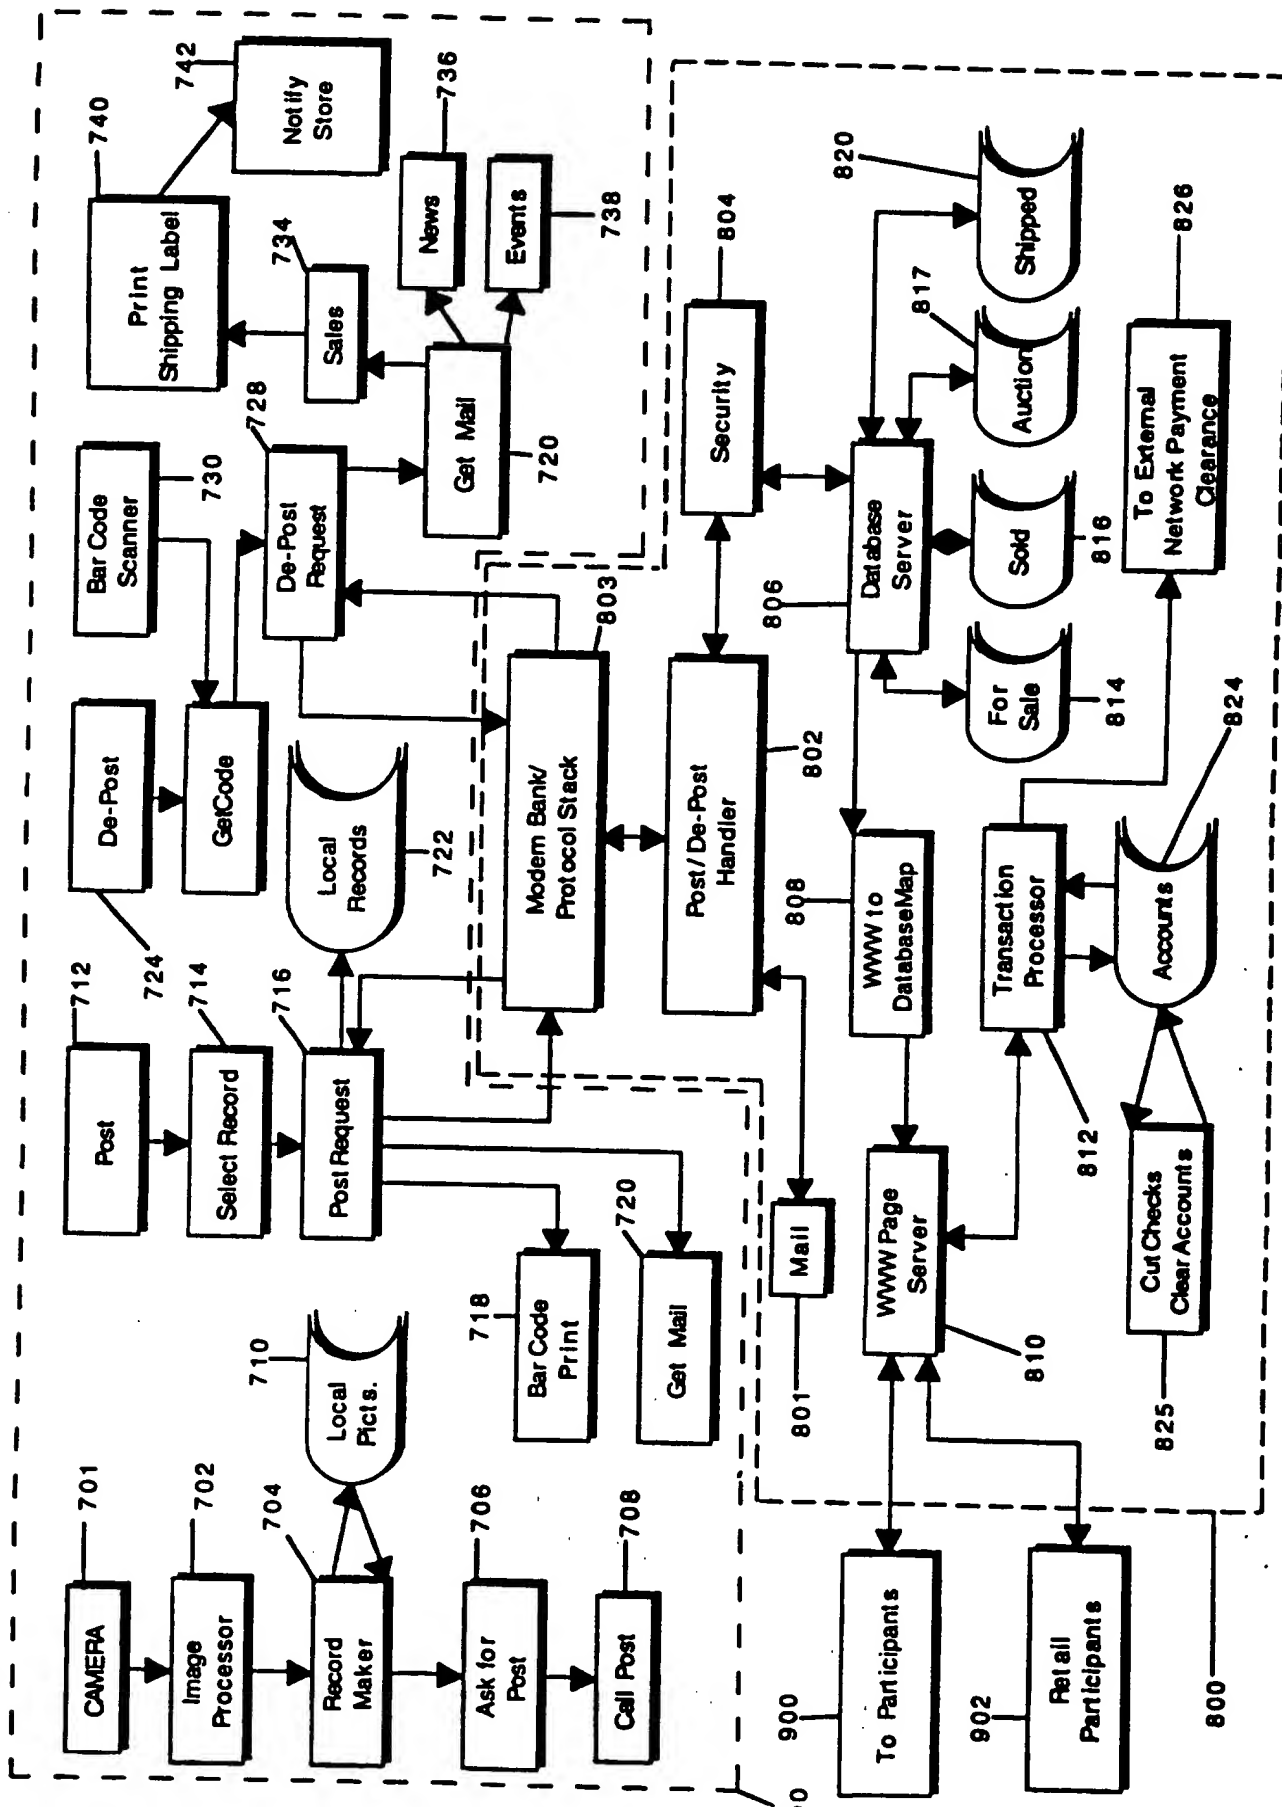 CAMERA
701
Image
Processor
702
Record
Maker
704
Local
Picts.
710
Ask for
Post
706
Call Post
708
Post
712
Select Record
714
Post Request
716
Local
Records
722
Bar Code
Print
718
Get Mail
720
De-Post
724
GetCode
Bar Code
Scanner
730
De-Post
Request
728
Get Mail
720
Sales
734
News
736
Events
738
Print
Shipping Label
740
Notify
Store
742
Modem Bank/
Protocol Stack
803
Post/De-Post
Handler
802
Mail
801
Security
804
Database
Server
806
For
Sale
814
Sold
816
Auction
817
Shipped
820
WWW to
DatabaseMap
808
WWW Page
Server
810
Transaction
Processor
812
Accounts
824
Cut Checks
Clear Accounts
825
To External
Network Payment
Clearance
826
To Participants
900
Retail
Participants
902
800